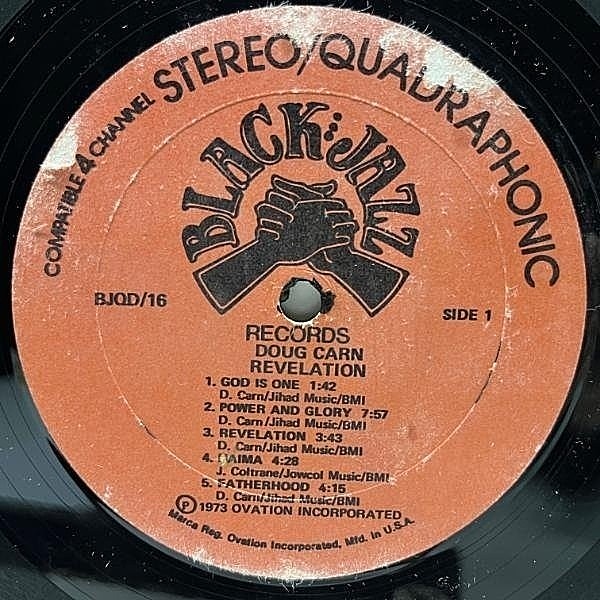 COMPATIBLE 4 CHANNEL STEREO/QUADRAPHONIC
BLACK JAZZ
BJQD/16
SIDE 1
RECORDS
DOUG CARN
REVELATION
1. GOD IS ONE 1:42
D. Carn/Jihad Music/BMI
2. POWER AND GLORY 7:57
D. Carn/Jihad Music/BMI
3. REVELATION 3:43
D. Carn/Jihad Music/BMI
4. NAIMA 4:28
J. Coltrane/Jowcol Music/BMI
5. FATHERHOOD 4:15
D. Carn/Jihad Music/BMI
Ⓟ 1973 OVATION INCORPORATED
Marca Reg. Ovation Incorporated, Mfd. In U.S.A.